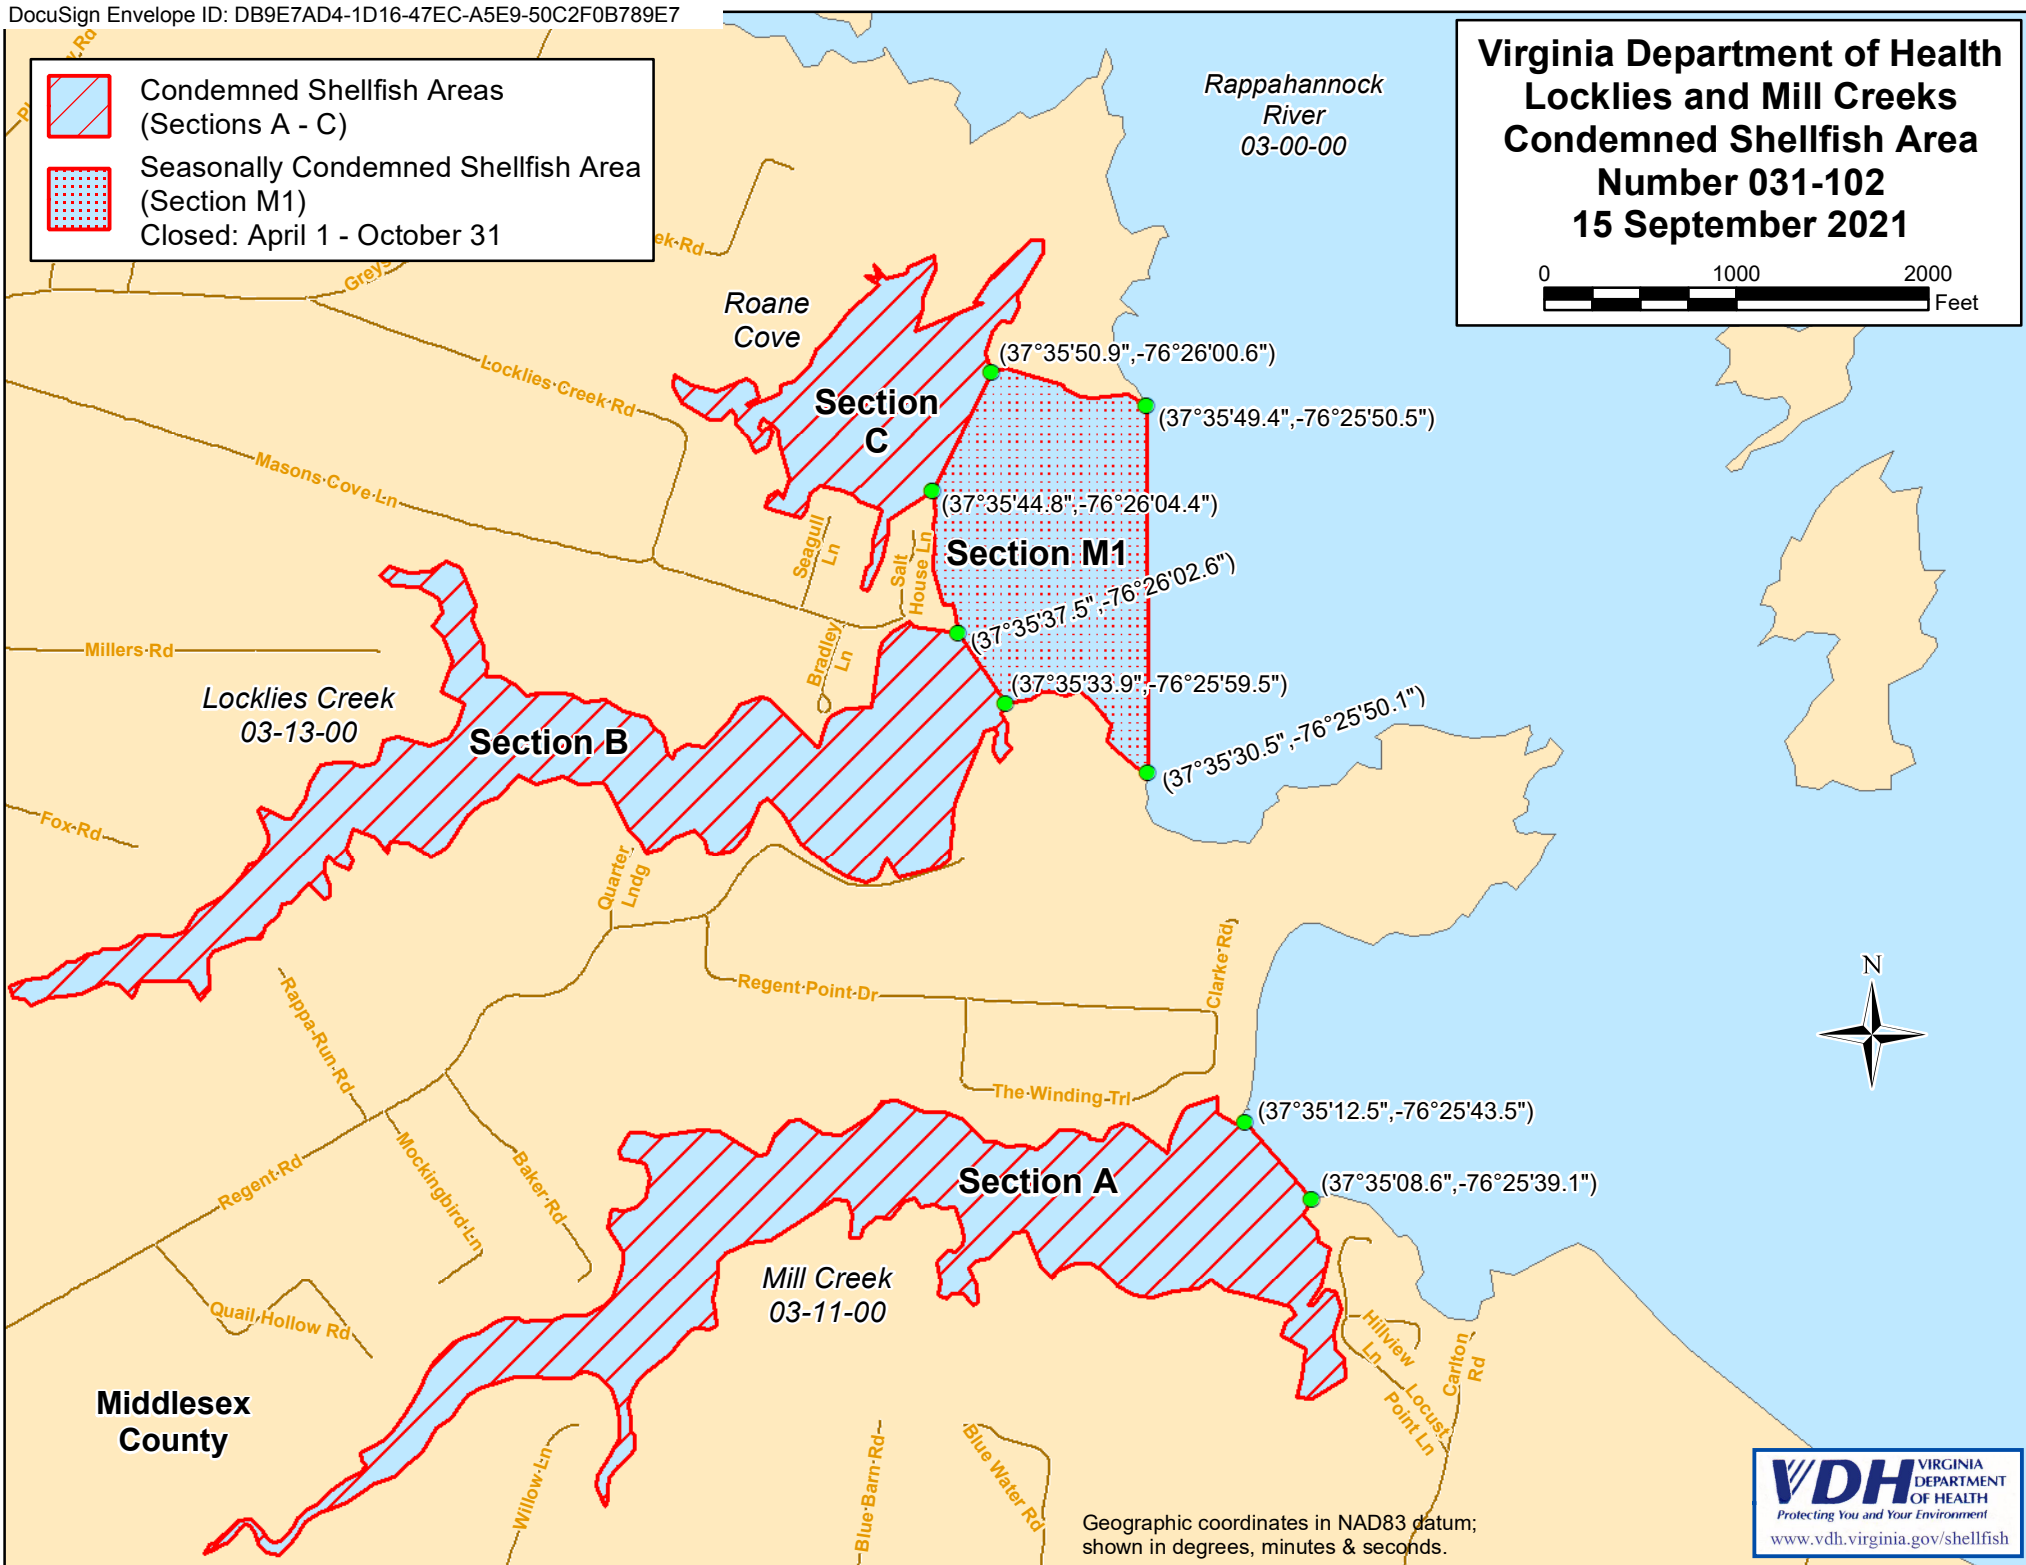 DocuSign Envelope ID: DB9E7AD4-1D16-47EC-A5E9-50C2F0B789E7
Condemned Shellfish Areas
(Sections A - C)
Seasonally Condemned Shellfish Area
(Section M1)
Closed: April 1 - October 31
Virginia Department of Health
Locklies and Mill Creeks
Condemned Shellfish Area
Number 031-102
15 September 2021
0 1000 2000
Feet
Rappahannock
River
03-00-00
Roane
Cove
Locklies Creek Rd
Masons Cove Ln
Section
C
(37°35'50.9",-76°26'00.6")
(37°35'49.4",-76°25'50.5")
(37°35'44.8",-76°26'04.4")
Section M1
(37°35'37.5",-76°26'02.6")
(37°35'33.9",-76°25'59.5")
(37°35'30.5",-76°25'50.1")
Seagull
Ln
Salt
House Ln
Bradley
Ln
Millers Rd
Locklies Creek
03-13-00
Section B
Fox Rd
Quarter
Lndg
Regent Point Dr
Clarke Rd
N
Rappa Run Rd
The Winding Trl
(37°35'12.5",-76°25'43.5")
Section A
(37°35'08.6",-76°25'39.1")
Mockingbird Ln
Baker Rd
Regent Rd
Mill Creek
03-11-00
Quail Hollow Rd
Hillview
Ln
Carlton
Rd
Locust
Point Ln
Middlesex
County
Willow Ln
Blue Barn Rd
Blue Water Rd
Geographic coordinates in NAD83 datum;
shown in degrees, minutes & seconds.
VDH VIRGINIA
DEPARTMENT
OF HEALTH
Protecting You and Your Environment
www.vdh.virginia.gov/shellfish